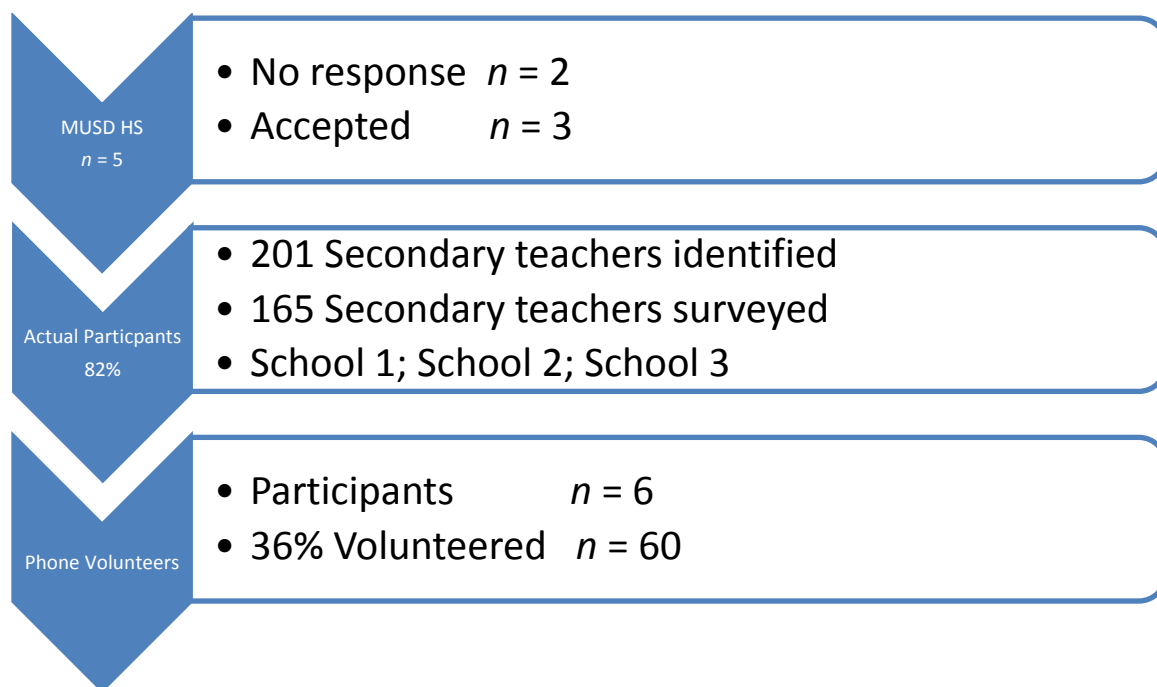 MUSD HS
n = 5
• No response n = 2
• Accepted n = 3
Actual Particpants
82%
• 201 Secondary teachers identified
• 165 Secondary teachers surveyed
• School 1; School 2; School 3
Phone Volunteers
• Participants n = 6
• 36% Volunteered n = 60